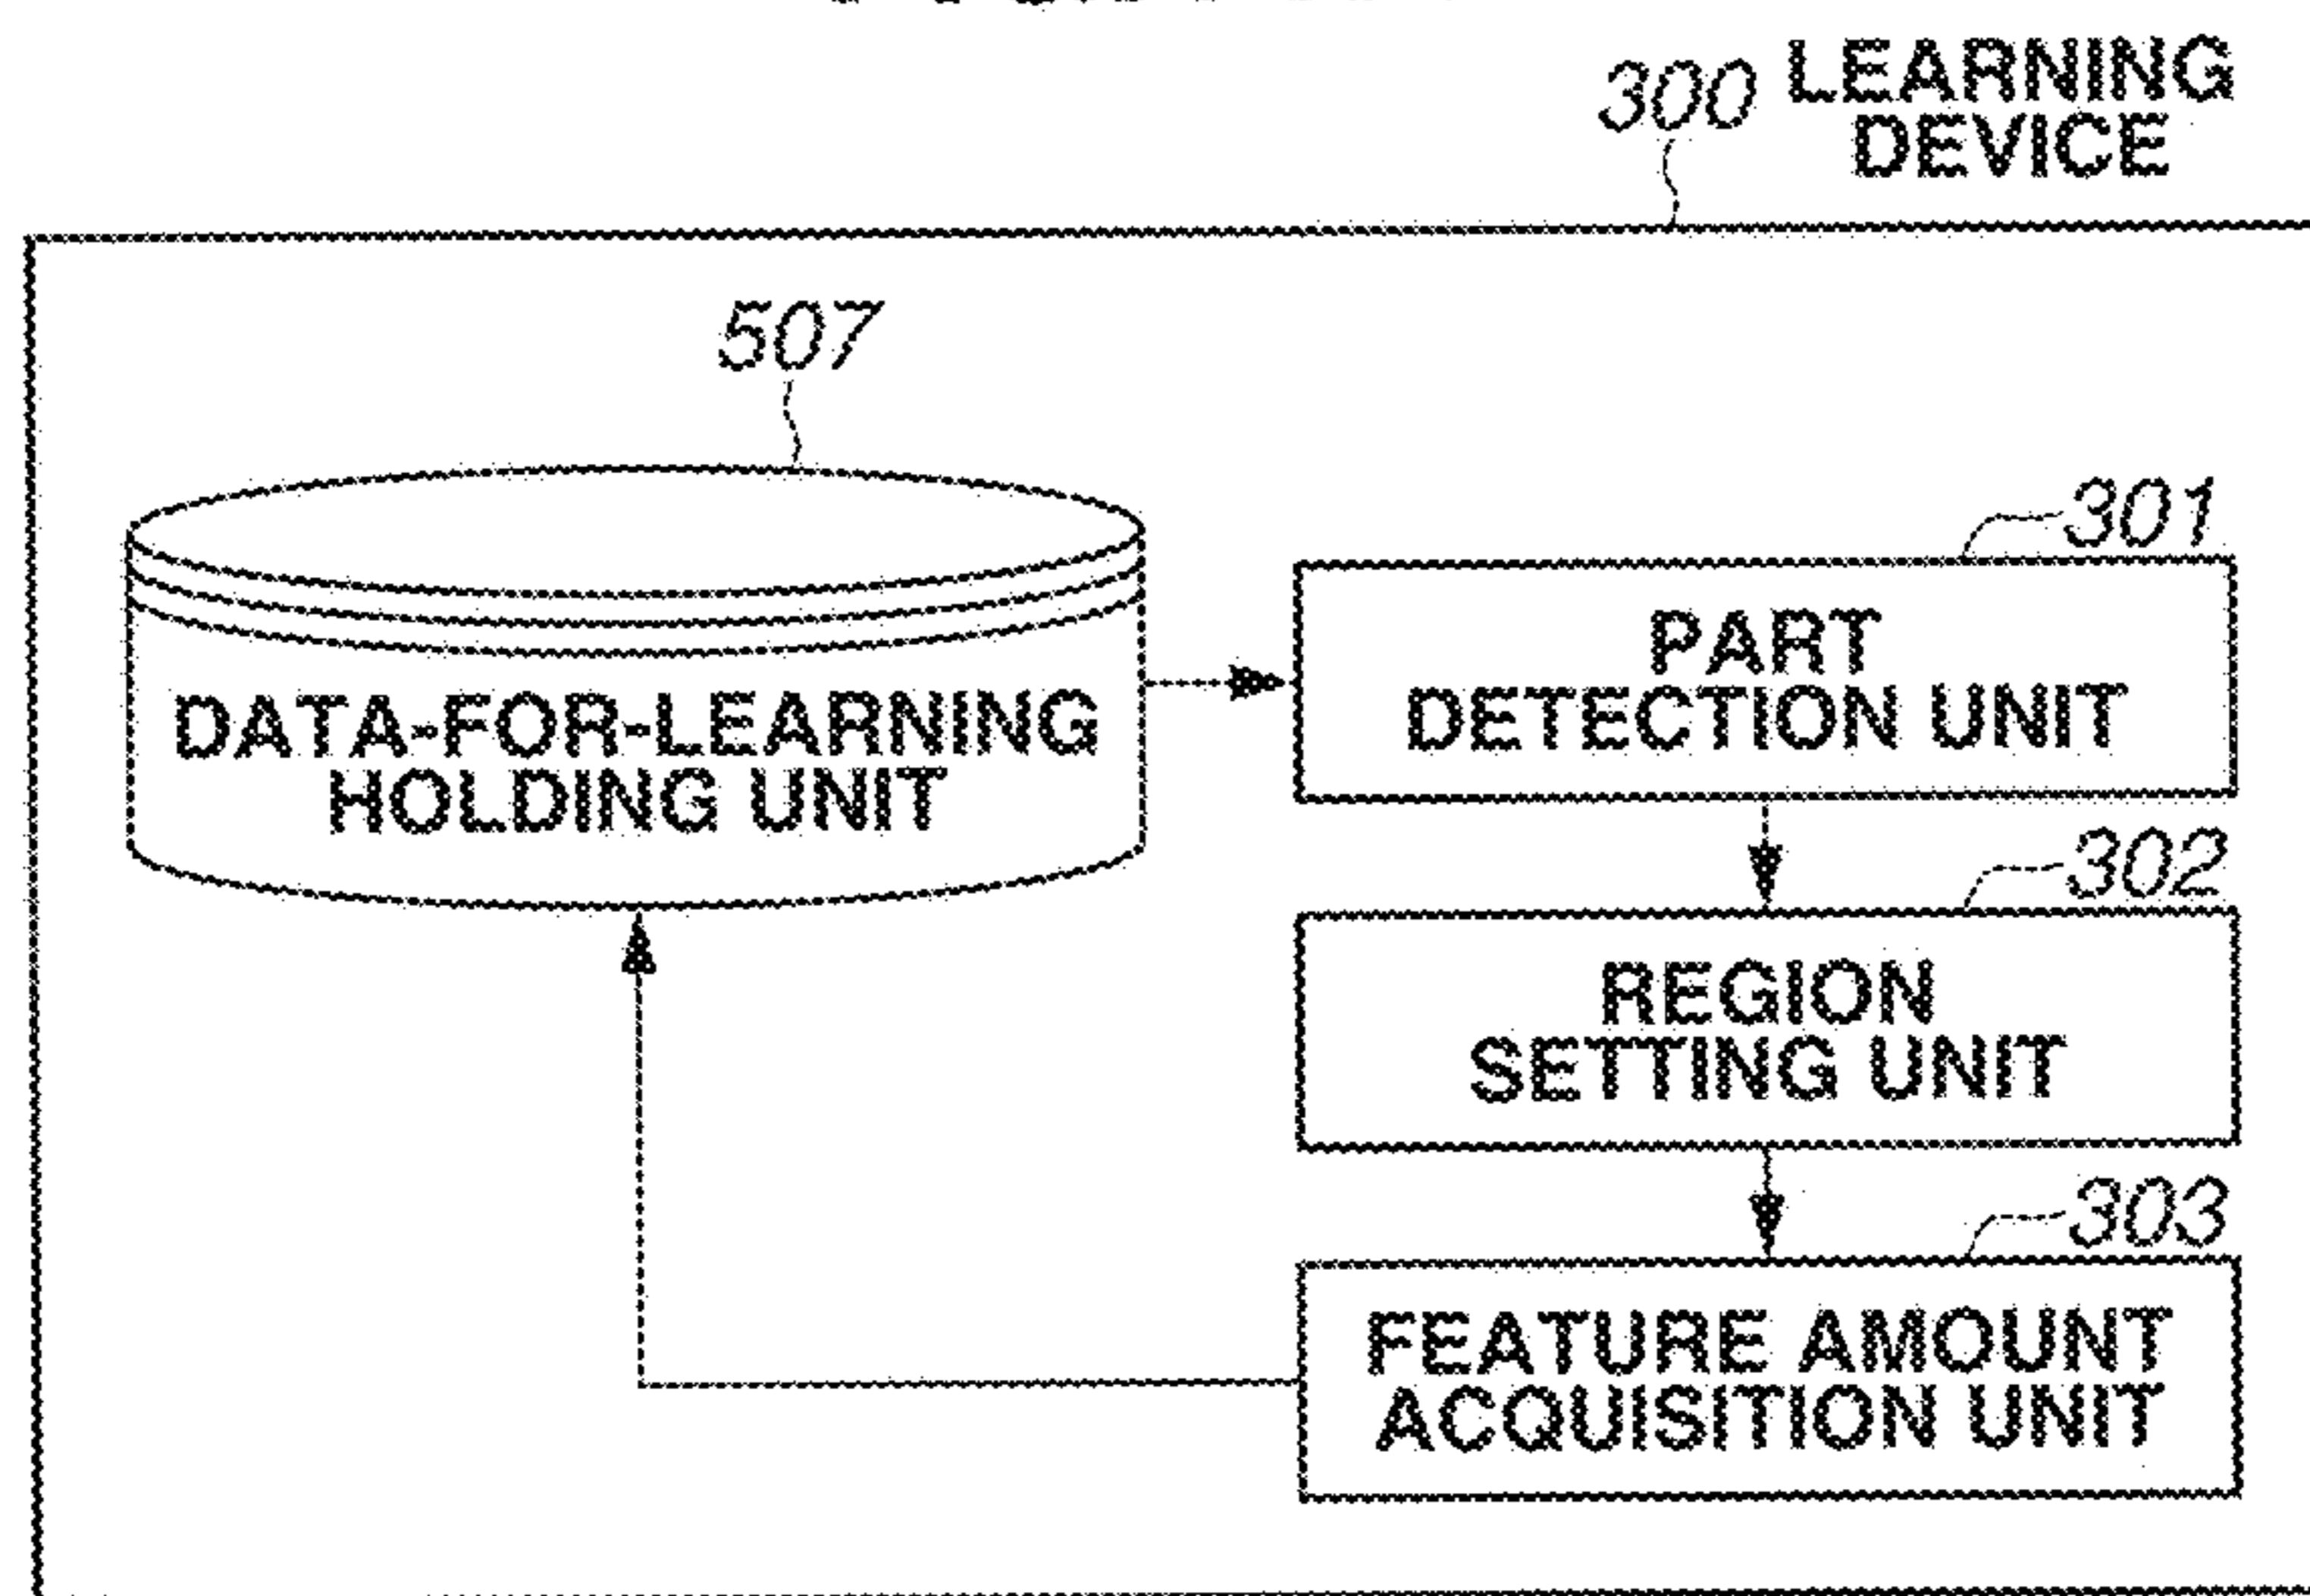 300 LEARNING
DEVICE
507
301
PART
DETECTION UNIT
DATA-FOR-LEARNING
HOLDING UNIT
302
REGION
SETTING UNIT
303
FEATURE AMOUNT
ACQUISITION UNIT